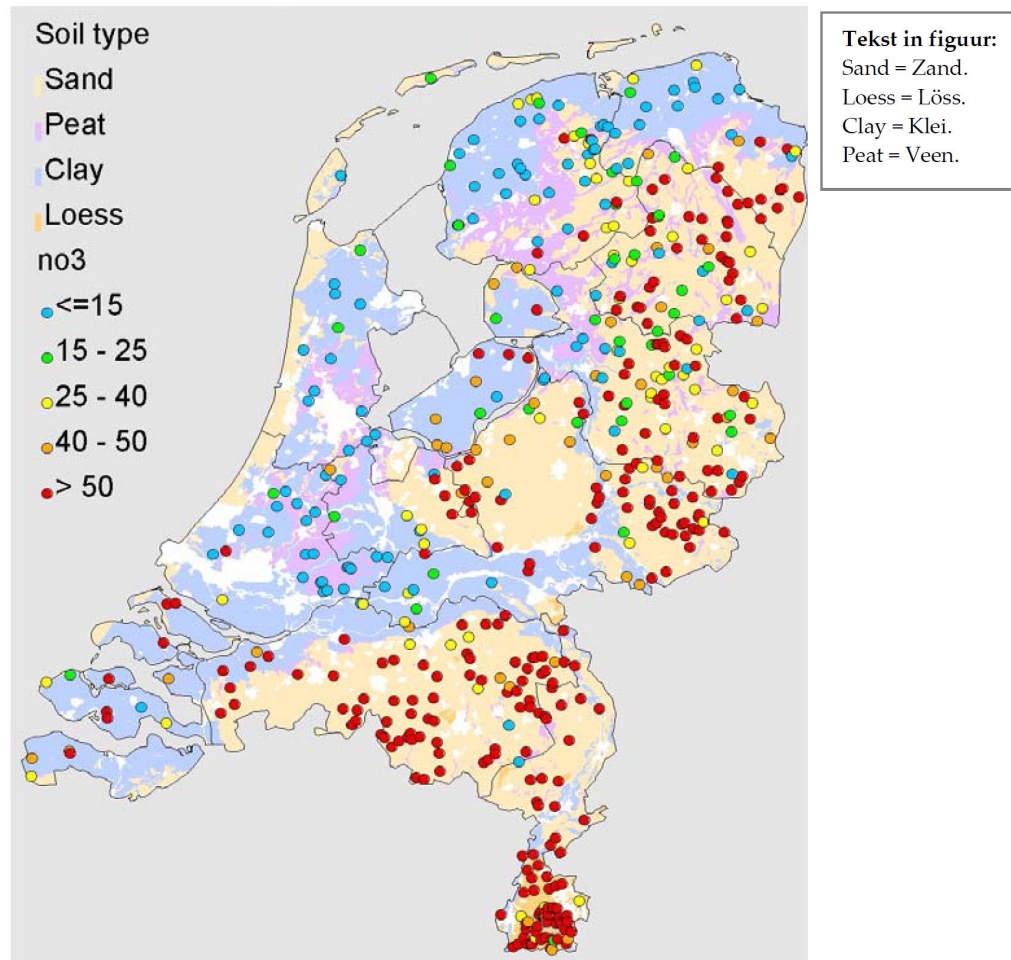 Soil type
Sand
Peat
Clay
Loess
no3
<=15
15 - 25
25 - 40
40 - 50
> 50
Tekst in figuur:
Sand = Zand.
Loess = Löss.
Clay = Klei.
Peat = Veen.